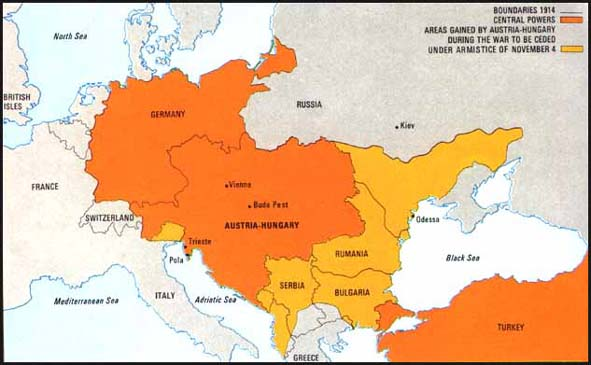 BOUNDARIES 1914
CENTRAL POWERS
AREAS GAINED BY AUSTRIA-HUNGARY
DURING THE WAR TO BE CEDED
UNDER ARMISTICE OF NOVEMBER 4
North Sea
BRITISH
ISLES
GERMANY
RUSSIA
Kiev
FRANCE
Vienna
Buda Pest
SWITZERLAND
AUSTRIA-HUNGARY
Odessa
Trieste
Pola
RUMANIA
Black Sea
SERBIA
BULGARIA
Mediterranean Sea
ITALY
Adriatic Sea
TURKEY
GREECE